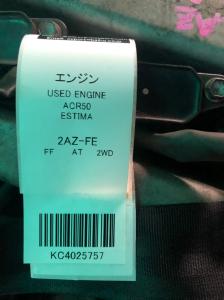 エンジン
USED ENGINE
ACR50
ESTIMA
2AZ-FE
FF AT 2WD
KC4025757